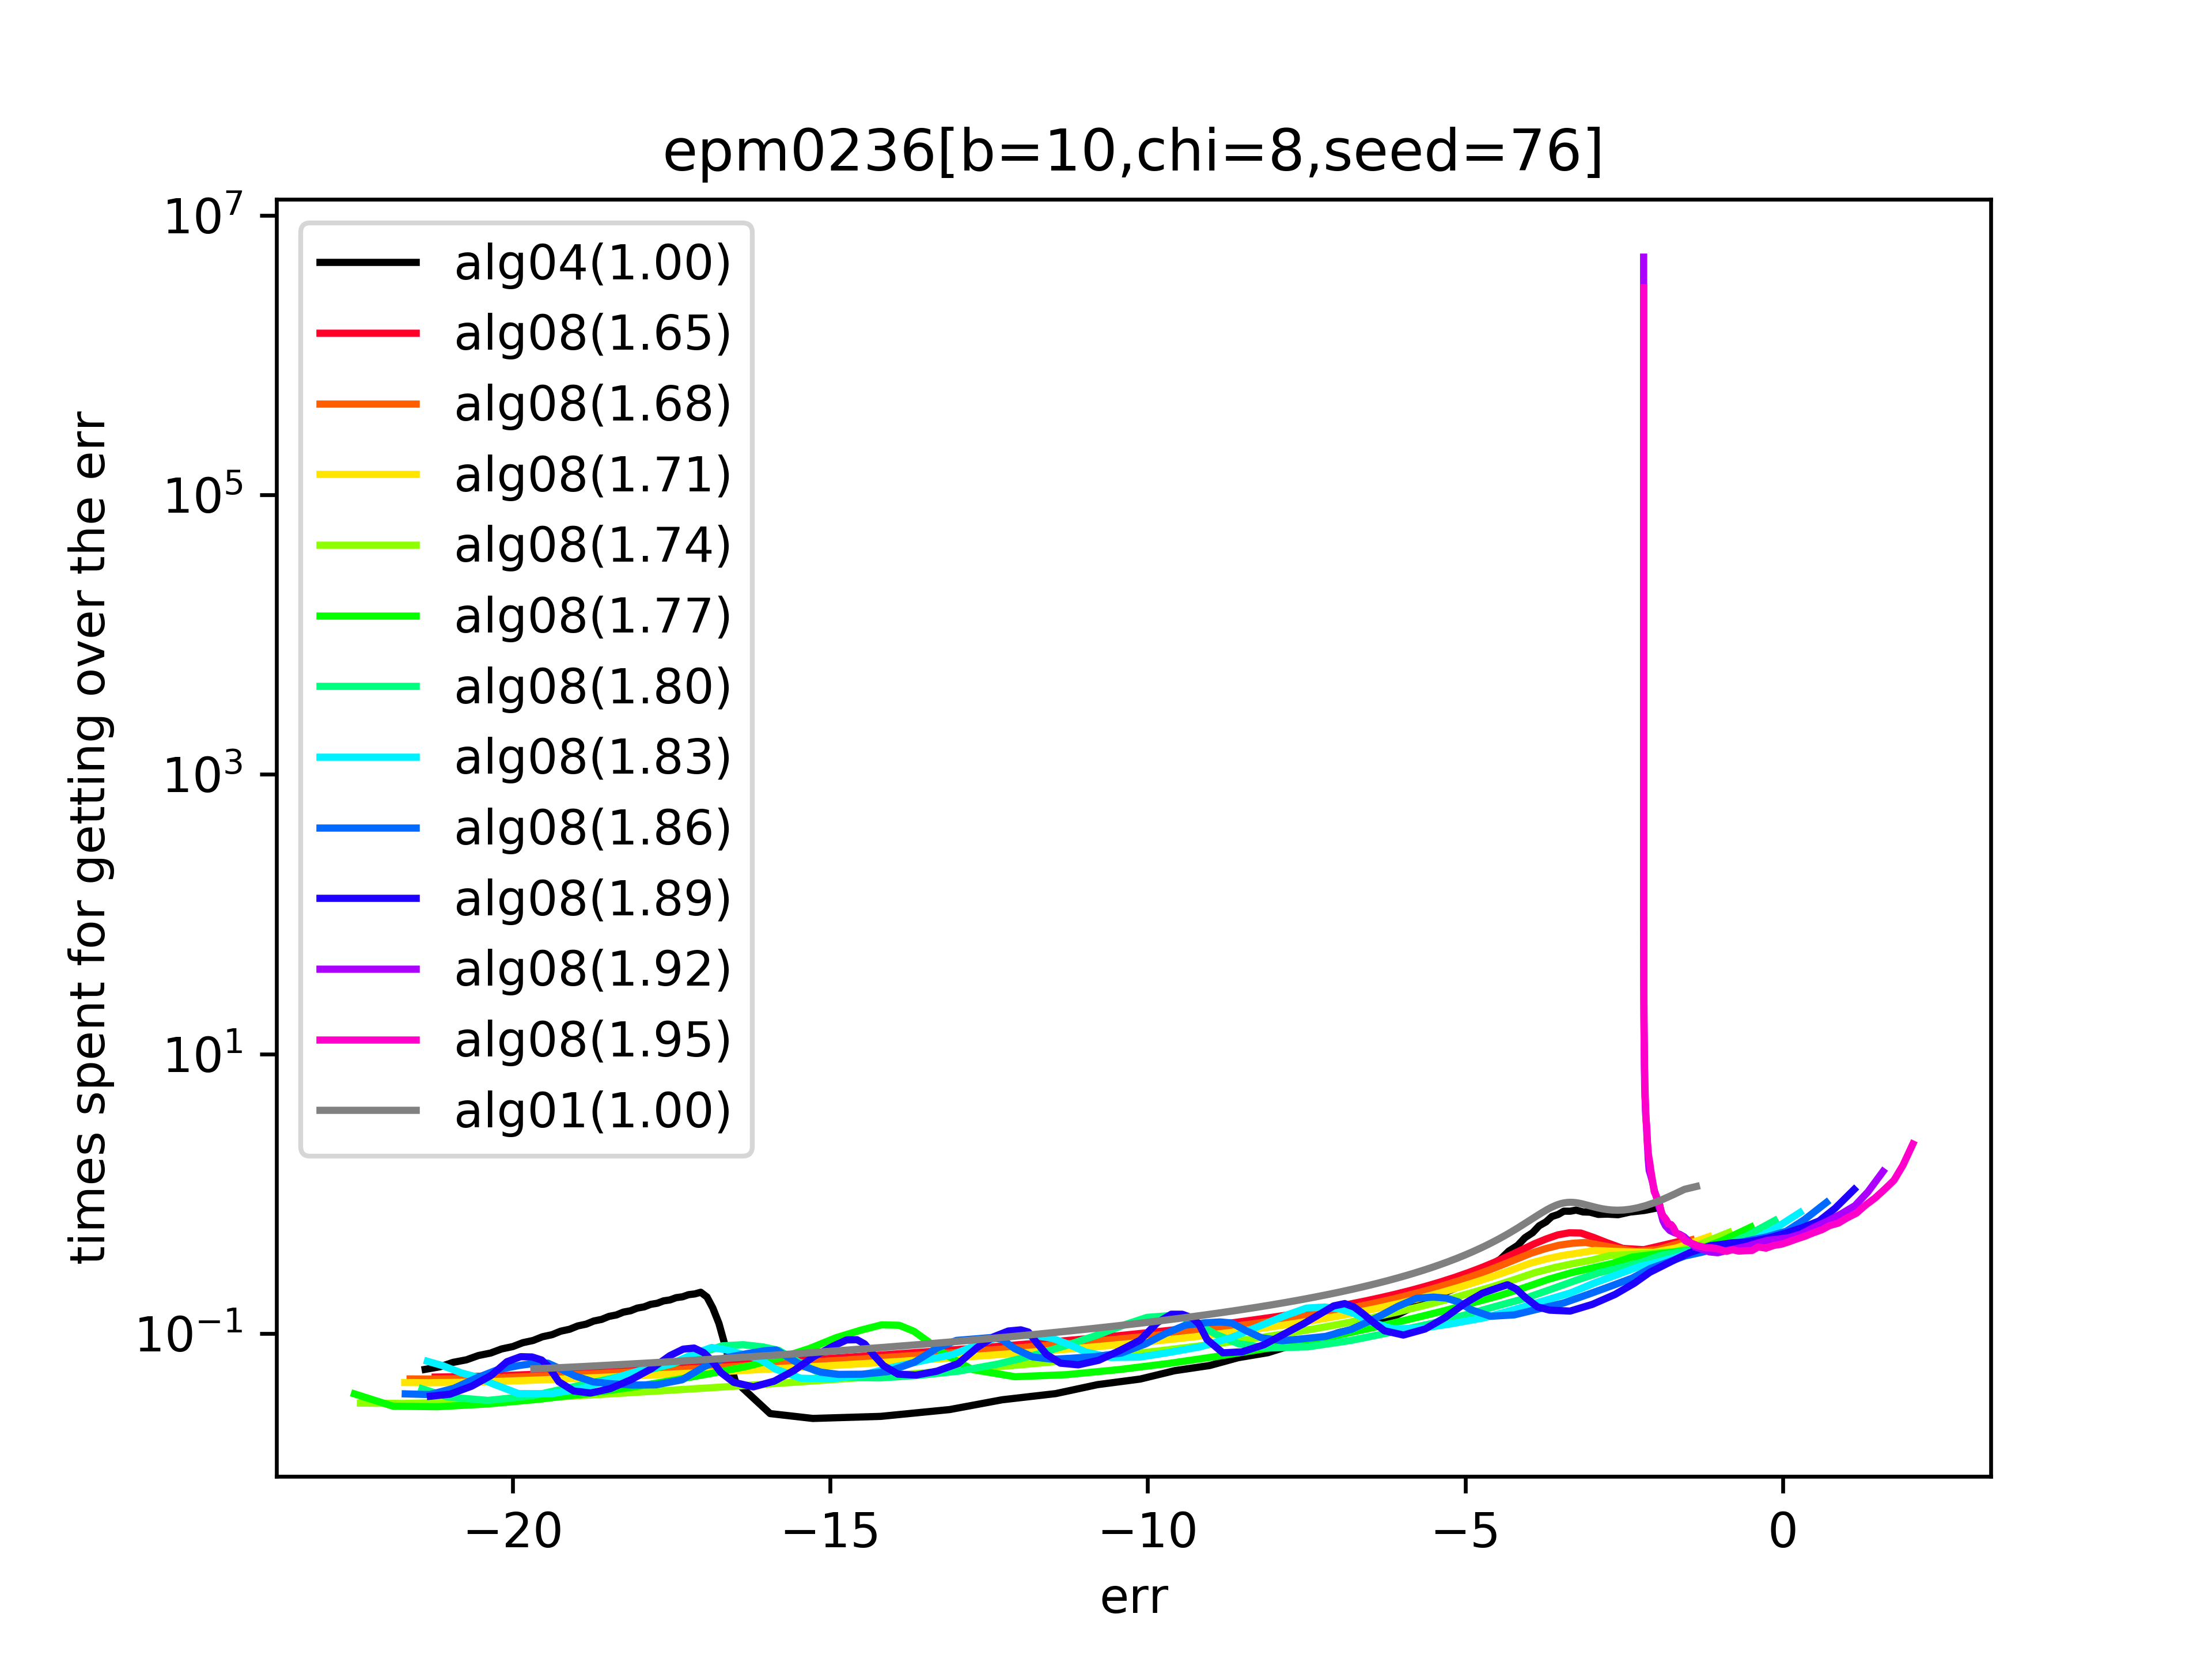 epm0236[b=10,chi=8,seed=76]
times spent for getting over the err
10⁷
10⁵
10³
10¹
10⁻¹
alg04(1.00)
alg08(1.65)
alg08(1.68)
alg08(1.71)
alg08(1.74)
alg08(1.77)
alg08(1.80)
alg08(1.83)
alg08(1.86)
alg08(1.89)
alg08(1.92)
alg08(1.95)
alg01(1.00)
−20 −15 −10 −5 0
err